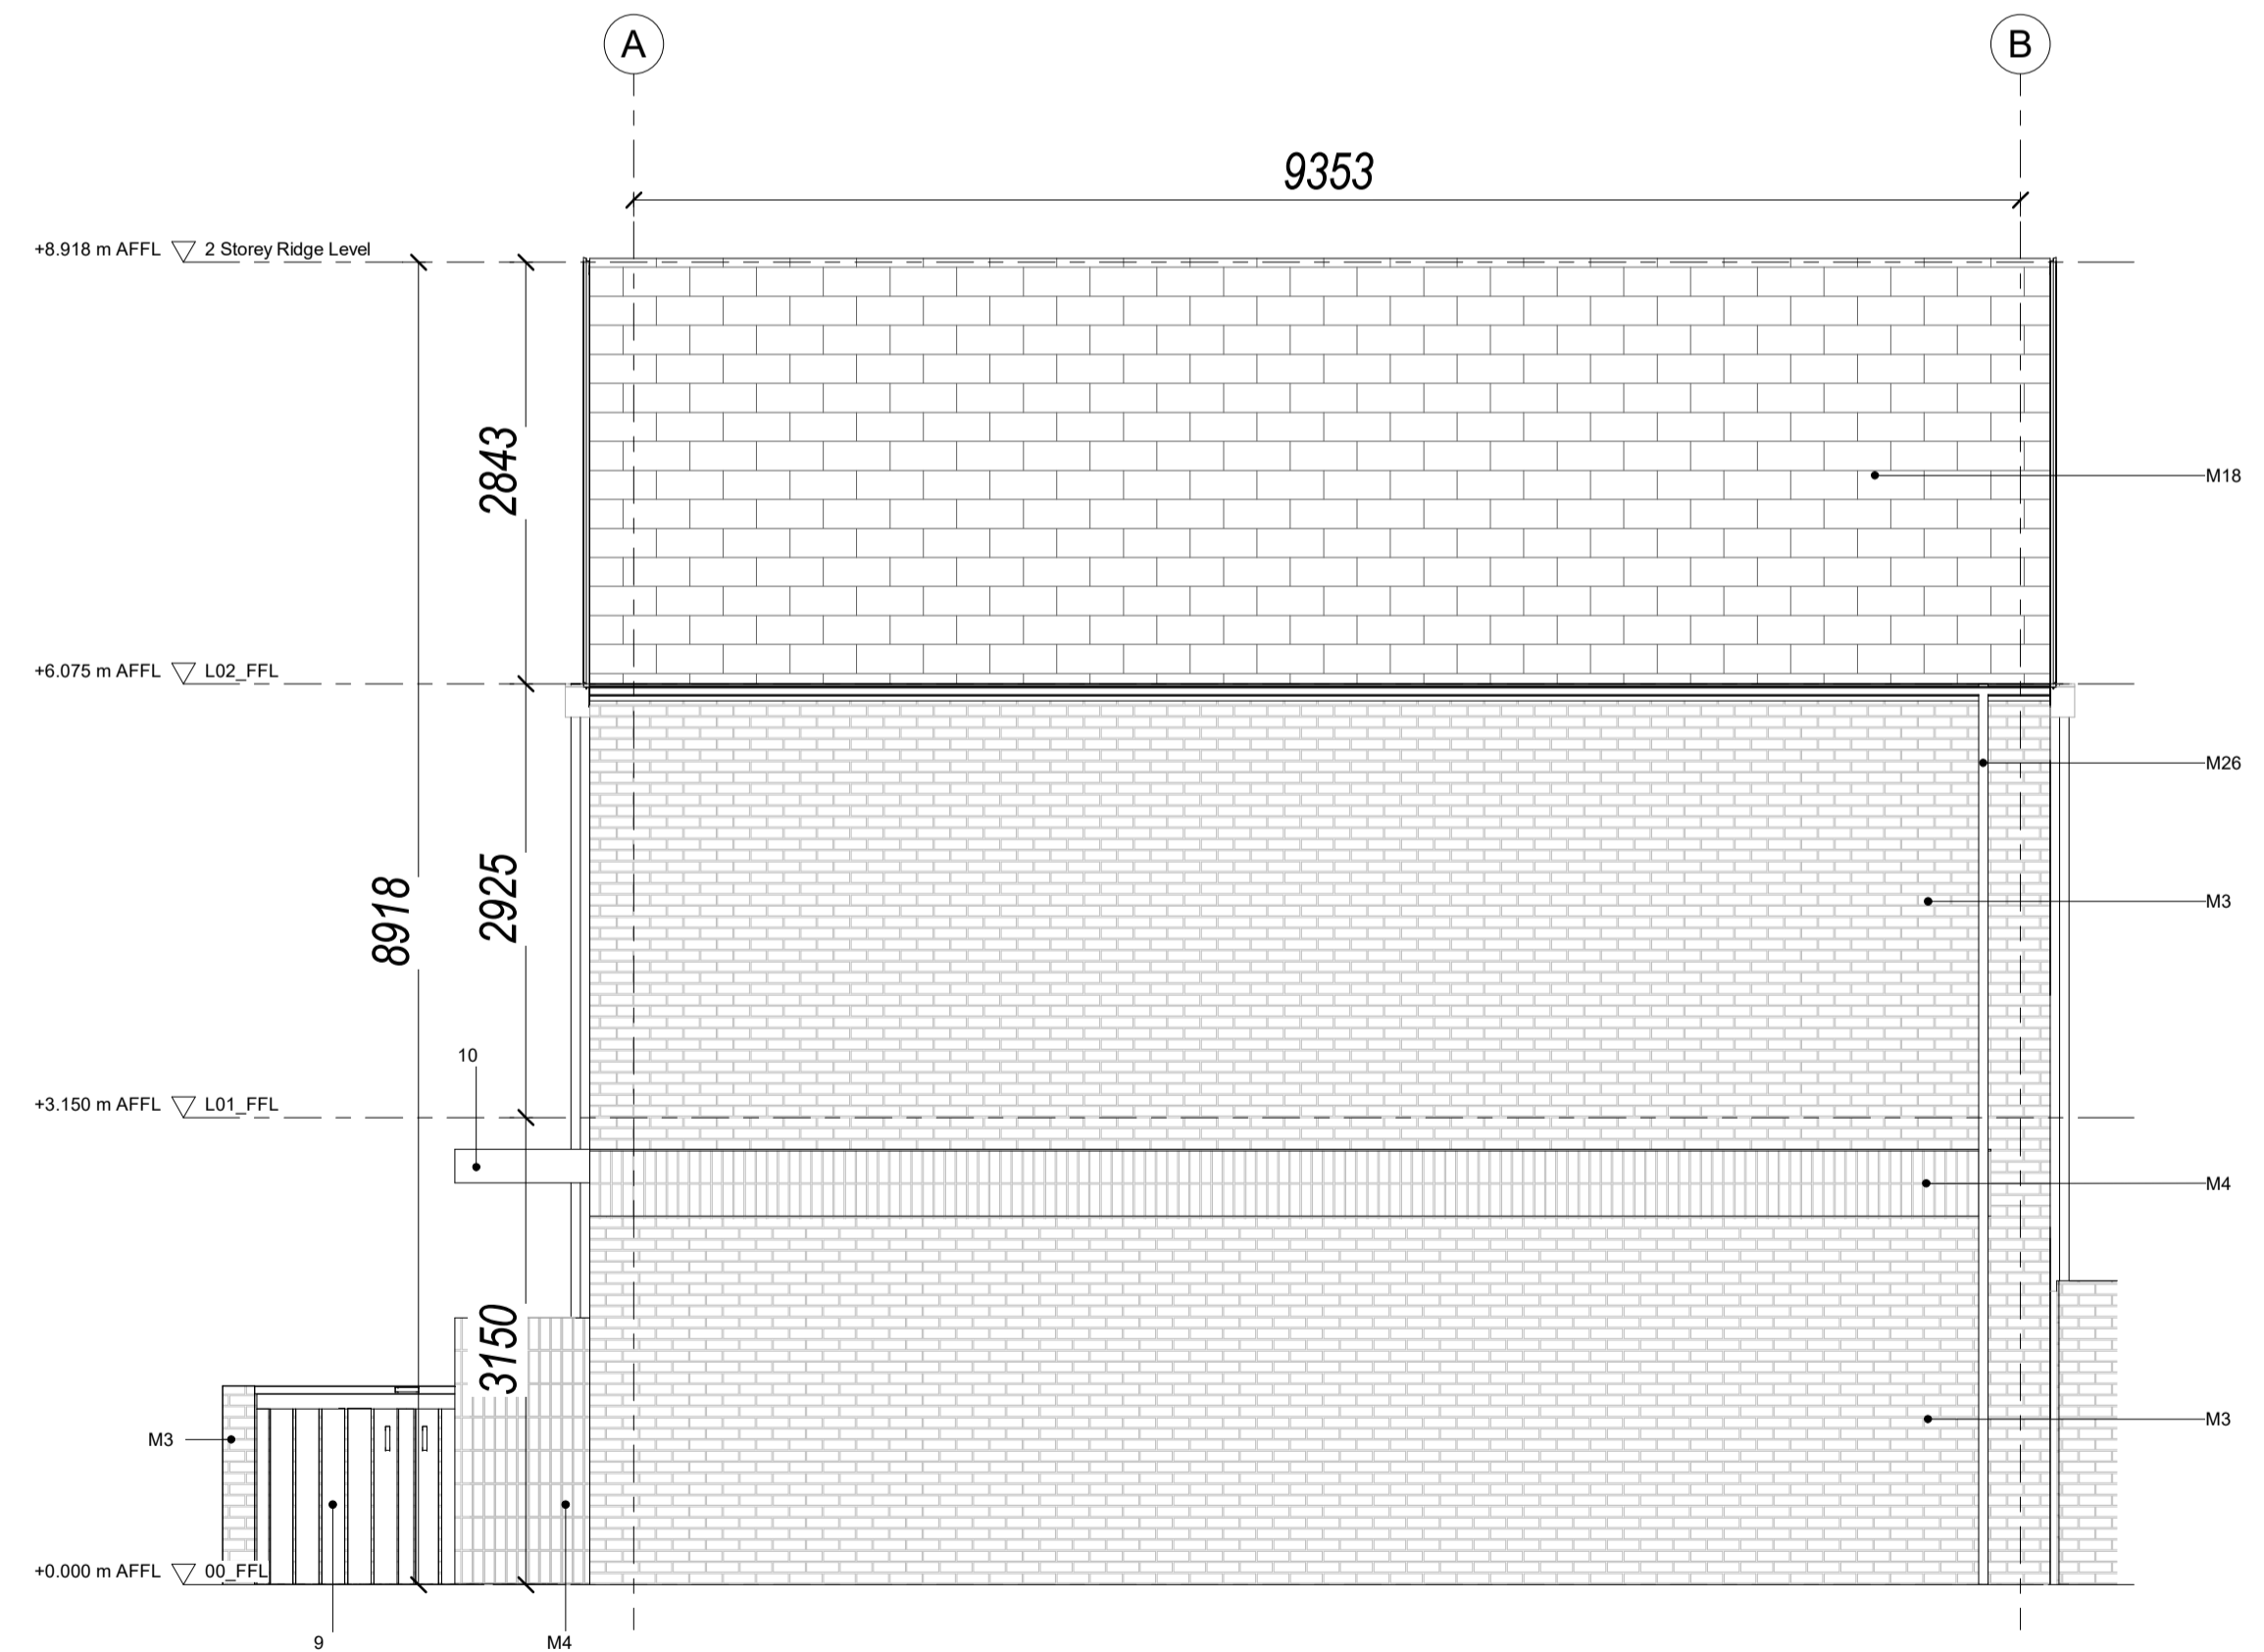 A
B
9353
+8.918 m AFFL 2 Storey Ridge Level
2843
M18
+6.075 m AFFL L02_FFL
M26
2925
8918
M3
10
+3.150 m AFFL L01_FFL
M4
3150
M3
M3
+0.000 m AFFL 00_FFL
9
M4